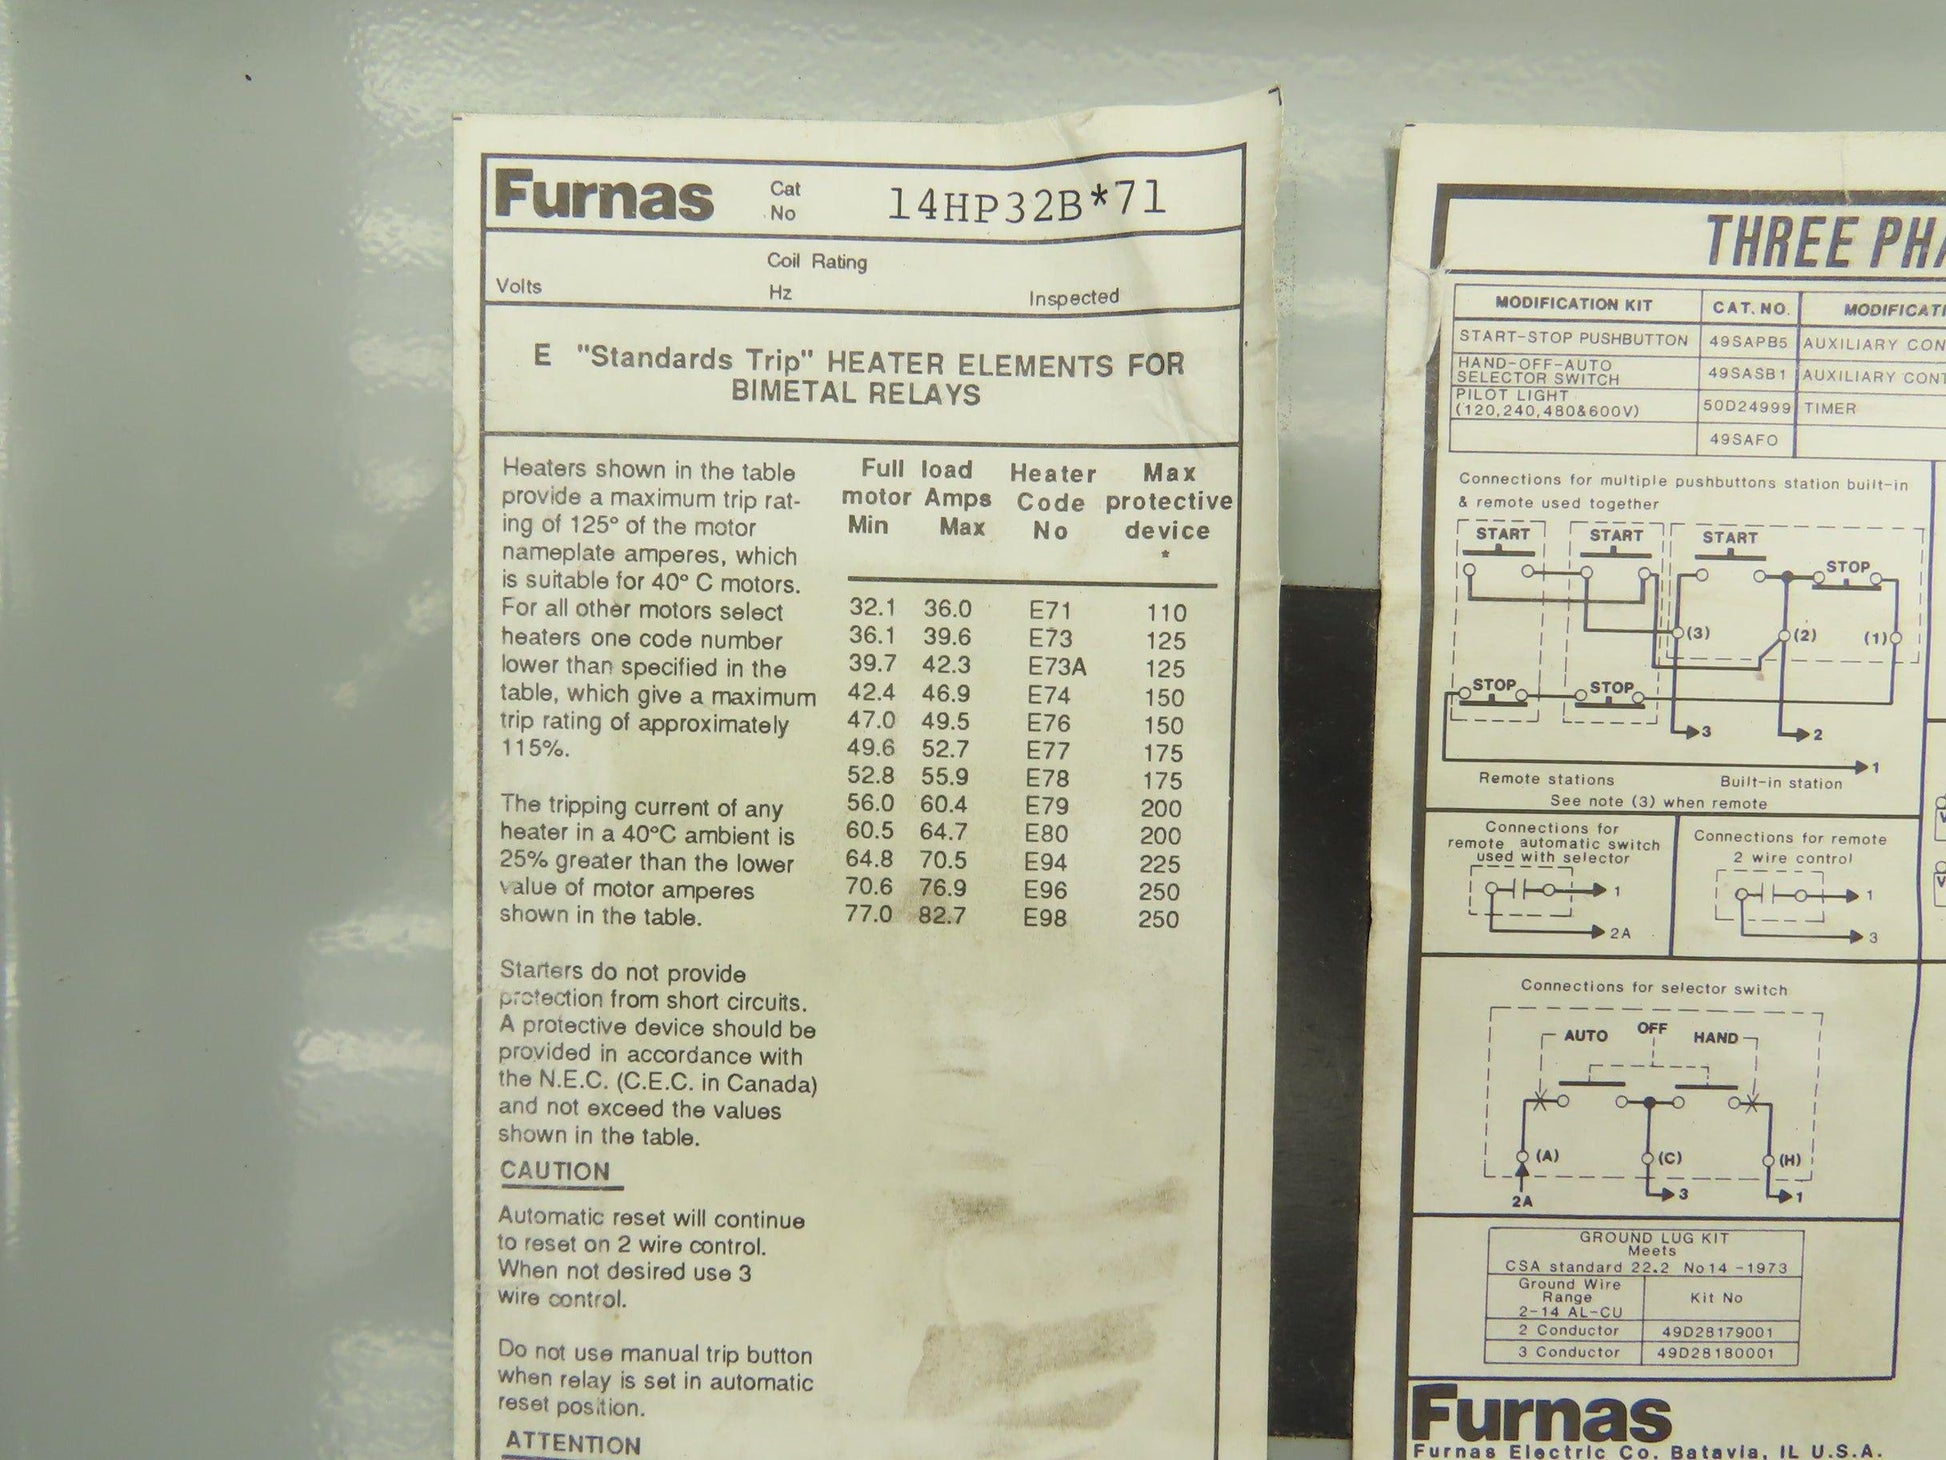 Furnas Cat No 14HP32B*71
Coil Rating
Volts Hz Inspected
E "Standards Trip" HEATER ELEMENTS FOR
BIMETAL RELAYS
Heaters shown in the table
provide a maximum trip rat-
ing of 125° of the motor
nameplate amperes, which
is suitable for 40° C motors.
For all other motors select
heaters one code number
lower than specified in the
table, which give a maximum
trip rating of approximately
115%.
The tripping current of any
heater in a 40°C ambient is
25% greater than the lower
value of motor amperes
shown in the table.
Starters do not provide
protection from short circuits.
A protective device should be
provided in accordance with
the N.E.C. (C.E.C. in Canada)
and not exceed the values
shown in the table.
CAUTION
Automatic reset will continue
to reset on 2 wire control.
When not desired use 3
wire control.
Do not use manual trip button
when relay is set in automatic
reset position.
ATTENTION
Full load Heater Max
motor Amps Code protective
Min Max No device
*
32.1 36.0 E71 110
36.1 39.6 E73 125
39.7 42.3 E73A 125
42.4 46.9 E74 150
47.0 49.5 E76 150
49.6 52.7 E77 175
52.8 55.9 E78 175
56.0 60.4 E79 200
60.5 64.7 E80 200
64.8 70.5 E94 225
70.6 76.9 E96 250
77.0 82.7 E98 250
THREE PHA
MODIFICATION KIT CAT. NO. MODIFICATI
START-STOP PUSHBUTTON 49SAPB5 AUXILIARY CON
HAND-OFF-AUTO
SELECTOR SWITCH 49SASB1 AUXILIARY CONT
PILOT LIGHT
(120,240,480&600V) 50D24999 TIMER
49SAFO
Connections for multiple pushbuttons station built-in
& remote used together
START START START
STOP
(3) (2) (1)
STOP STOP
3 2
1
Remote stations Built-in station
See note (3) when remote
Connections for
remote automatic switch
used with selector
1
2A
Connections for remote
2 wire control
1
3
Connections for selector switch
AUTO OFF HAND
(A) (C) (H)
2A 3 1
GROUND LUG KIT
Meets
CSA standard 22.2 No14 -1973
Ground Wire
Range
2-14 AL-CU
Kit No
2 Conductor 49D28179001
3 Conductor 49D28180001
Furnas
Furnas Electric Co. Batavia, IL U.S.A.